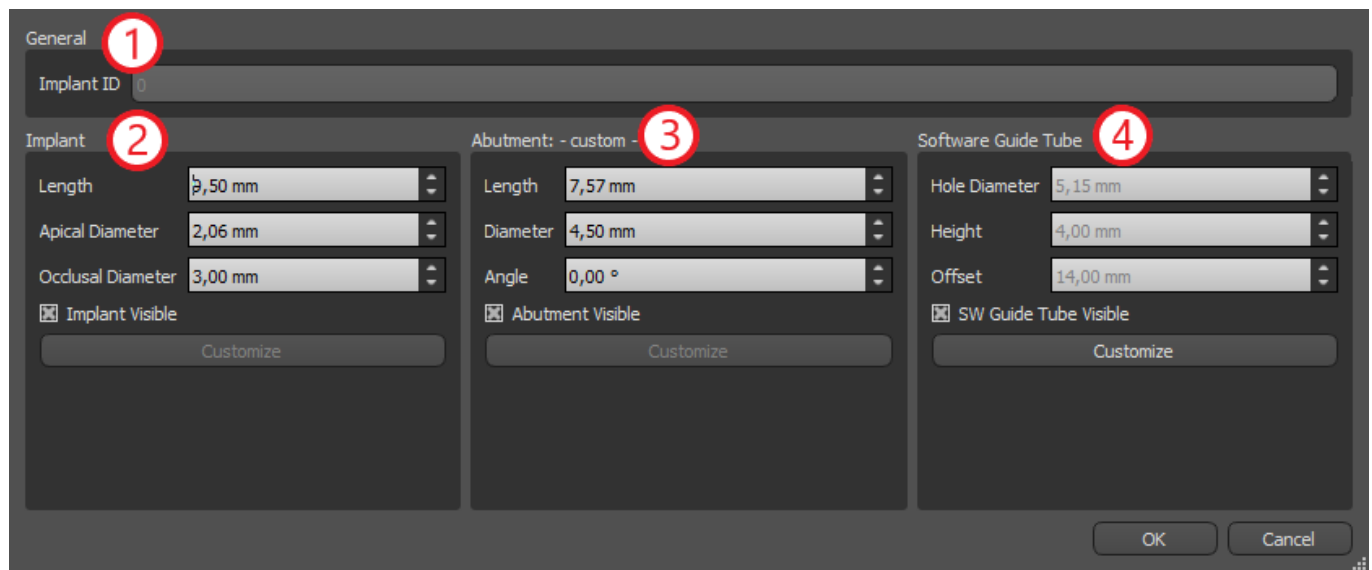 General
1
Implant ID 0
Implant 2
Length 9,50 mm
Apical Diameter 2,06 mm
Occlusal Diameter 3,00 mm
Implant Visible
Customize
Abutment: - custom - 3
Length 7,57 mm
Diameter 4,50 mm
Angle 0,00 °
Abutment Visible
Customize
Software Guide Tube 4
Hole Diameter 5,15 mm
Height 4,00 mm
Offset 14,00 mm
SW Guide Tube Visible
Customize
OK Cancel